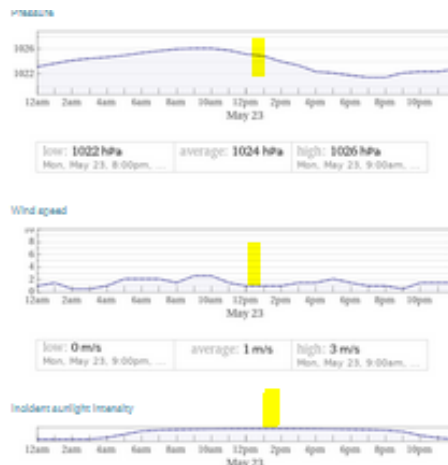 Pressure
1026
1022
12am 2am 4am 6am 8am 10am 12pm 2pm 4pm 6pm 8pm 10pm
May 23
low: 1022 hPa average: 1024 hPa high: 1026 hPa
Mon, May 23, 8:00pm, ... Mon, May 23, 9:00am, ...
Wind speed
10
8
6
4
2
0
12am 2am 4am 6am 8am 10am 12pm 2pm 4pm 6pm 8pm 10pm
May 23
low: 0 m/s average: 1 m/s high: 3 m/s
Mon, May 23, 9:00pm, ... Mon, May 23, 9:00am, ...
Incident sunlight intensity
12am 2am 4am 6am 8am 10am 12pm 2pm 4pm 6pm 8pm 10pm